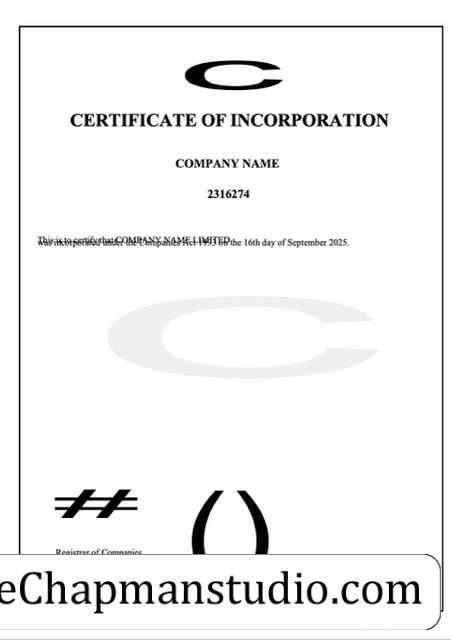 C
CERTIFICATE OF INCORPORATION
COMPANY NAME
2316274
This is to certify that COMPANY NAME LIMITED
was incorporated under the Companies Act 1993 on the 16th day of September 2025.
C
# ()
Registrar of Companies
eChapmanstudio.com